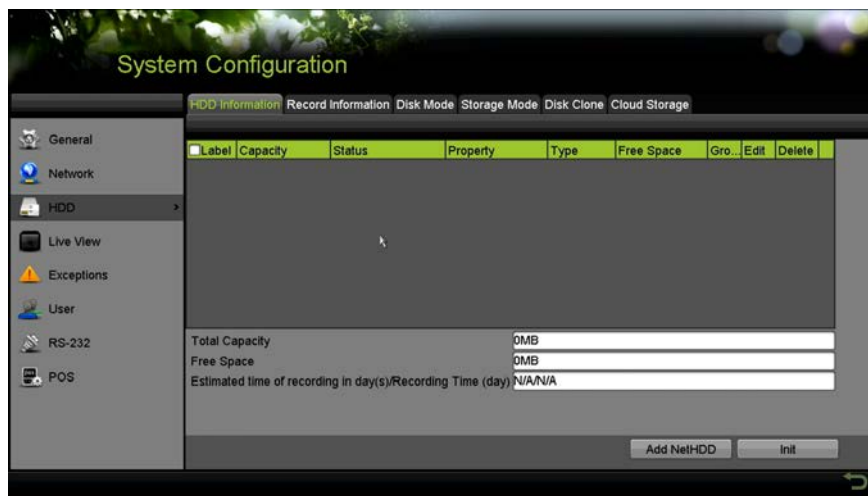 System Configuration
HDD Information Record Information Disk Mode Storage Mode Disk Clone Cloud Storage
General
Network
HDD
Live View
Exceptions
User
RS-232
POS
Label Capacity Status Property Type Free Space Gro... Edit Delete
Total Capacity 0MB
Free Space 0MB
Estimated time of recording in day(s)/Recording Time (day) N/A/N/A
Add NetHDD Init